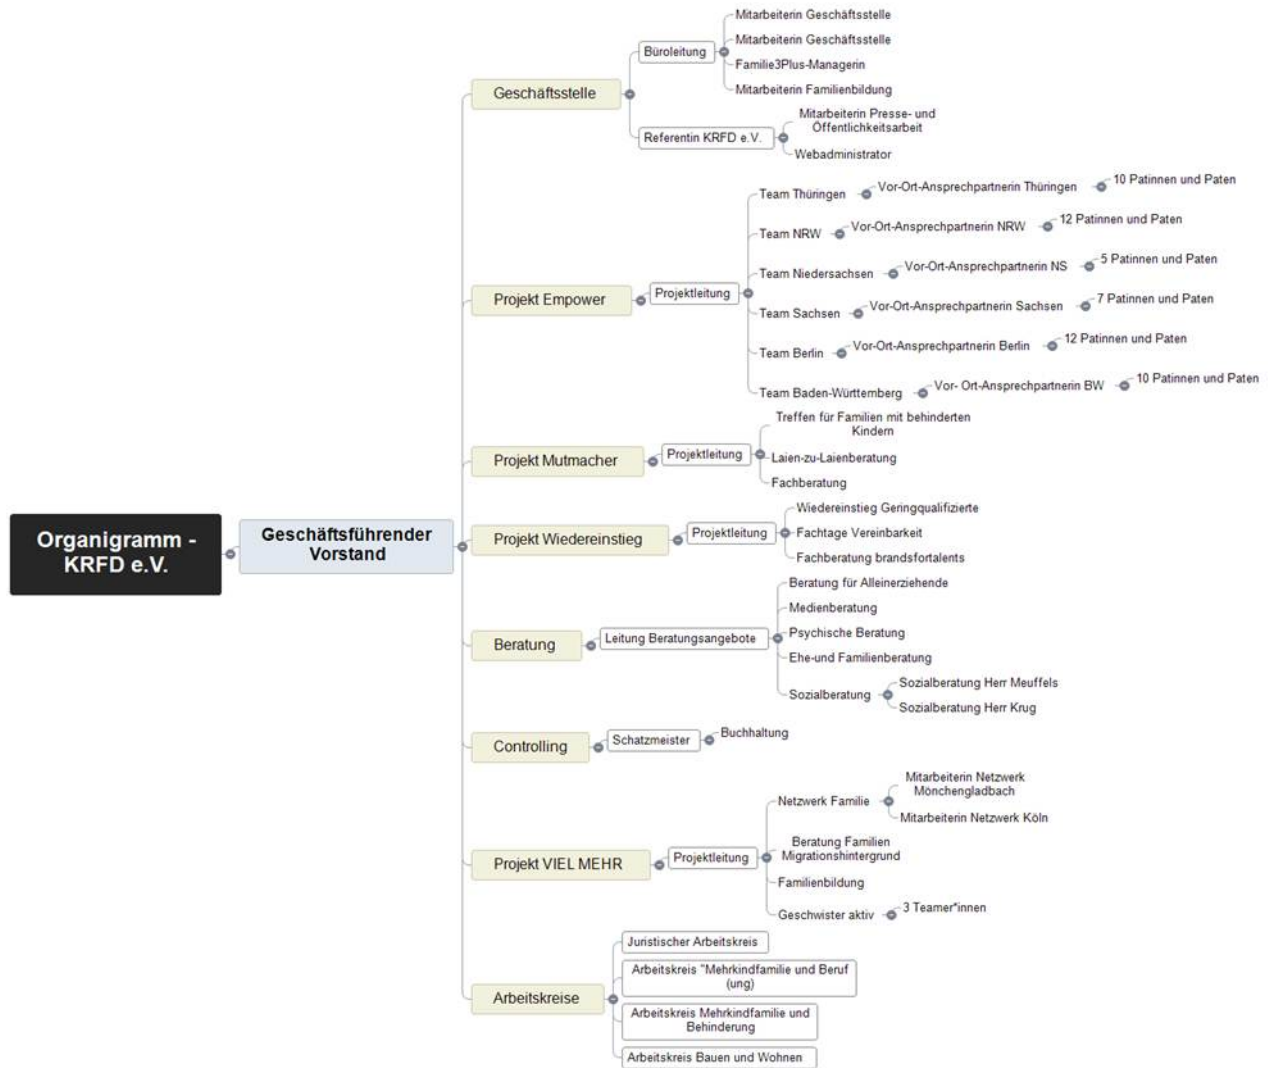 Organigramm -
KRFD e.V.
Geschäftsführender
Vorstand
Geschäftsstelle
Büroleitung
Mitarbeiterin Geschäftsstelle
Mitarbeiterin Geschäftsstelle
Familie3Plus-Managerin
Mitarbeiterin Familienbildung
Referentin KRFD e.V.
Mitarbeiterin Presse- und
Öffentlichkeitsarbeit
Webadministrator
Projekt Empower
Projektleitung
Team Thüringen
Vor-Ort-Ansprechpartnerin Thüringen
10 Patinnen und Paten
Team NRW
Vor-Ort-Ansprechpartnerin NRW
12 Patinnen und Paten
Team Niedersachsen
Vor-Ort-Ansprechpartnerin NS
5 Patinnen und Paten
Team Sachsen
Vor-Ort-Ansprechpartnerin Sachsen
7 Patinnen und Paten
Team Berlin
Vor-Ort-Ansprechpartnerin Berlin
12 Patinnen und Paten
Team Baden-Württemberg
Vor- Ort-Ansprechpartnerin BW
10 Patinnen und Paten
Projekt Mutmacher
Projektleitung
Treffen für Familien mit behinderten
Kindern
Laien-zu-Laienberatung
Fachberatung
Projekt Wiedereinstieg
Projektleitung
Wiedereinstieg Geringqualifizierte
Fachtage Vereinbarkeit
Fachberatung brandsfortalents
Beratung
Leitung Beratungsangebote
Beratung für Alleinerziehende
Medienberatung
Psychische Beratung
Ehe-und Familienberatung
Sozialberatung
Sozialberatung Herr Meuffels
Sozialberatung Herr Krug
Controlling
Schatzmeister
Buchhaltung
Projekt VIEL MEHR
Projektleitung
Netzwerk Familie
Mitarbeiterin Netzwerk
Mönchengladbach
Mitarbeiterin Netzwerk Köln
Beratung Familien
Migrationshintergrund
Familienbildung
Geschwister aktiv
3 Teamer*innen
Arbeitskreise
Juristischer Arbeitskreis
Arbeitskreis "Mehrkindfamilie und Beruf
(ung)
Arbeitskreis Mehrkindfamilie und
Behinderung
Arbeitskreis Bauen und Wohnen